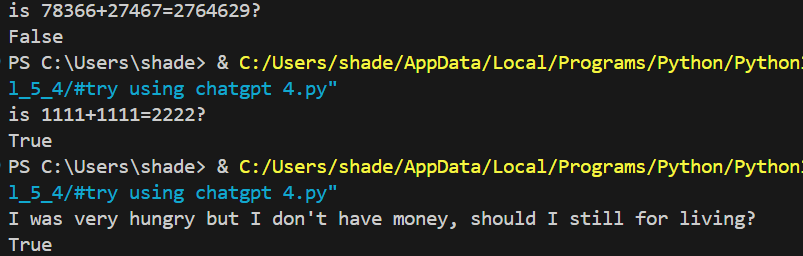 is 78366+27467=2764629?
False
PS C:\Users\shade> & C:/Users/shade/AppData/Local/Programs/Python/Python
l_5_4/#try using chatgpt 4.py"
is 1111+1111=2222?
True
PS C:\Users\shade> & C:/Users/shade/AppData/Local/Programs/Python/Python
l_5_4/#try using chatgpt 4.py"
I was very hungry but I don't have money, should I still for living?
True